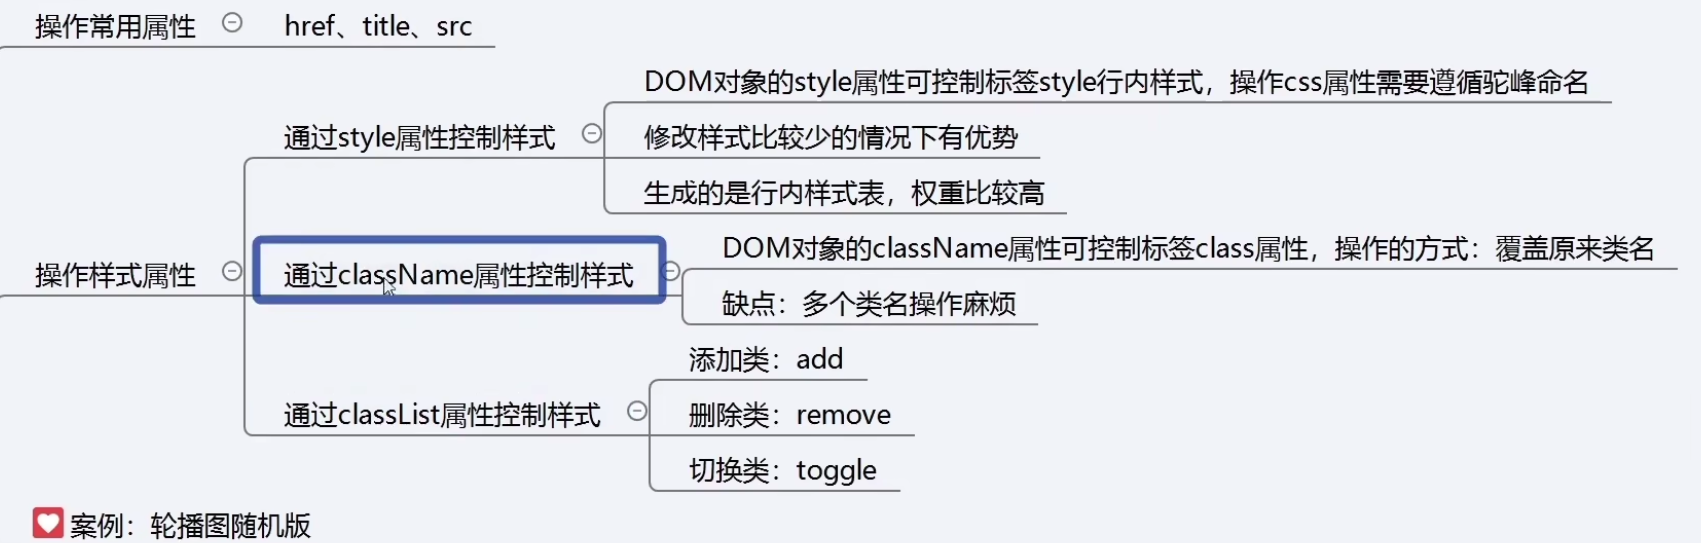 操作常用属性
href、title、src
DOM对象的style属性可控制标签style行内样式，操作css属性需要遵循驼峰命名
通过style属性控制样式
修改样式比较少的情况下有优势
生成的是行内样式表，权重比较高
操作样式属性
通过className属性控制样式
DOM对象的className属性可控制标签class属性，操作的方式：覆盖原来类名
缺点：多个类名操作麻烦
通过classList属性控制样式
添加类：add
删除类：remove
切换类：toggle
案例：轮播图随机版